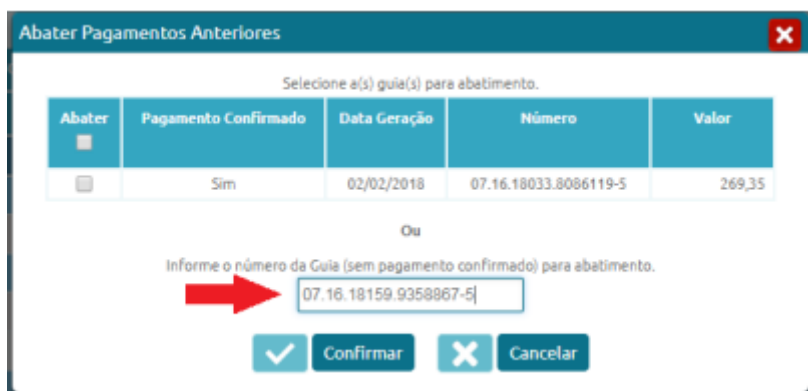 Abater Pagamentos Anteriores
Selecione a(s) guia(s) para abatimento.
Abater Pagamento Confirmado Data Geração Número Valor
Sim 02/02/2018 07.16.18033.8086119-5 269,35
Ou
Informe o número da Guia (sem pagamento confirmado) para abatimento.
07.16.18159.9358867-5
Confirmar Cancelar